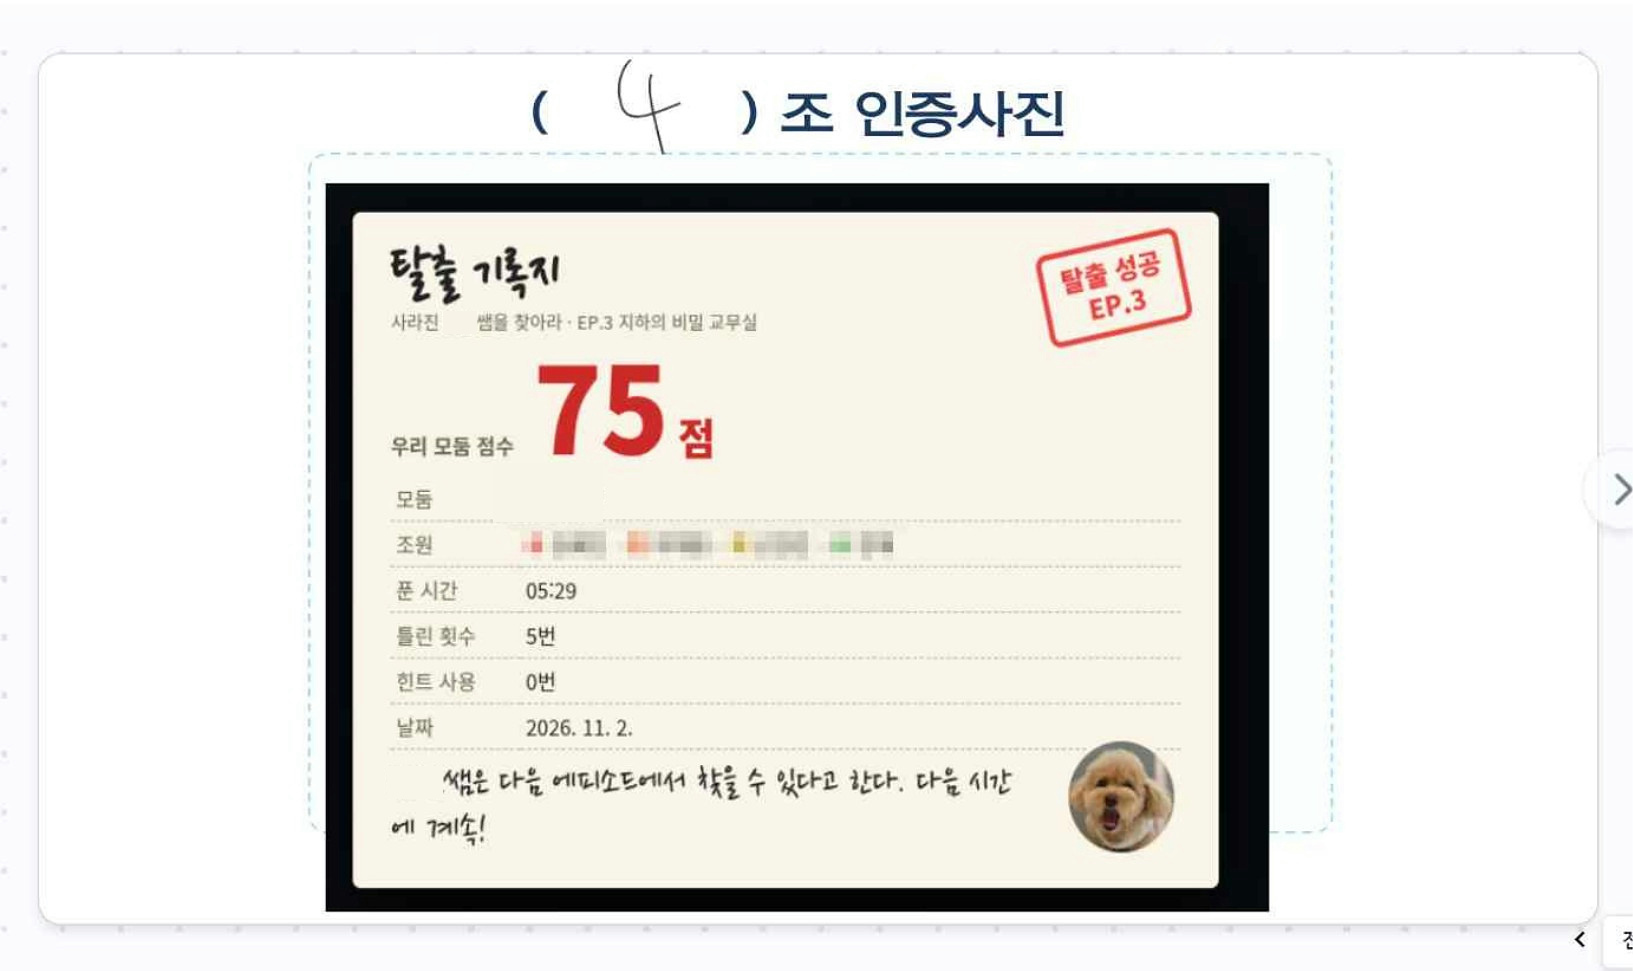 ( 4 ) 조 인증사진
탈출 기록지
탈출 성공
EP.3
사라진 쌤을 찾아라 · EP.3 지하의 비밀 교무실
우리 모둠 점수 75 점
모둠
조원
푼 시간 05:29
틀린 횟수 5번
힌트 사용 0번
날짜 2026. 11. 2.
쌤은 다음 에피소드에서 찾을 수 있다고 한다. 다음 시간
에 계속!